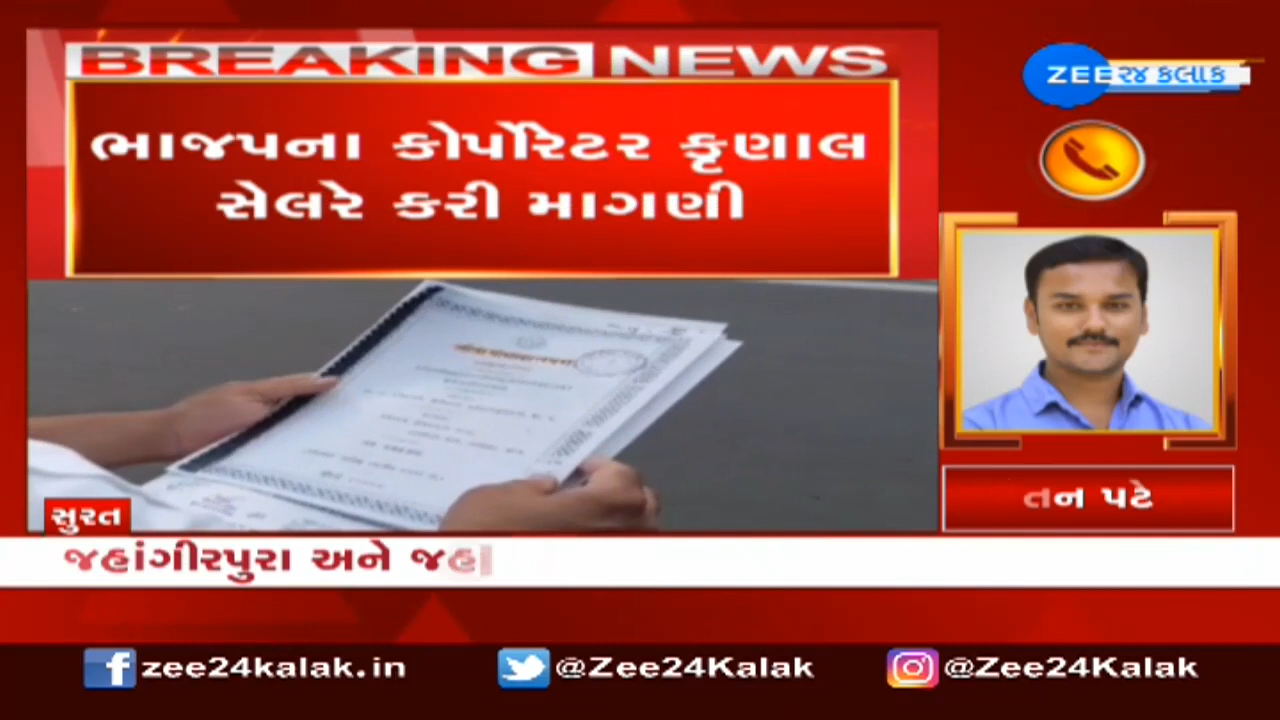 BREAKING NEWS
ZEE ૨૪ કલાક
ભાજપના કોર્પોરેટર કૃણાલ
સેલરે કરી માગણી
તન પટે
સુરત
જહાંગીરપુરા અને જહા
zee24kalak.in
@Zee24Kalak
@Zee24Kalak